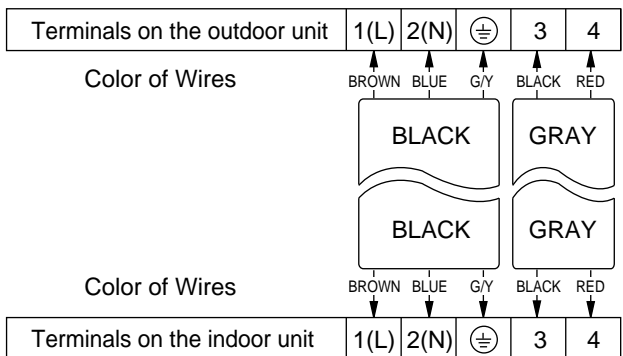 Terminals on the outdoor unit 1(L) 2(N) ⏚ 3 4
Color of Wires BROWN BLUE G/Y BLACK RED
BLACK GRAY
BLACK GRAY
Color of Wires BROWN BLUE G/Y BLACK RED
Terminals on the indoor unit 1(L) 2(N) ⏚ 3 4